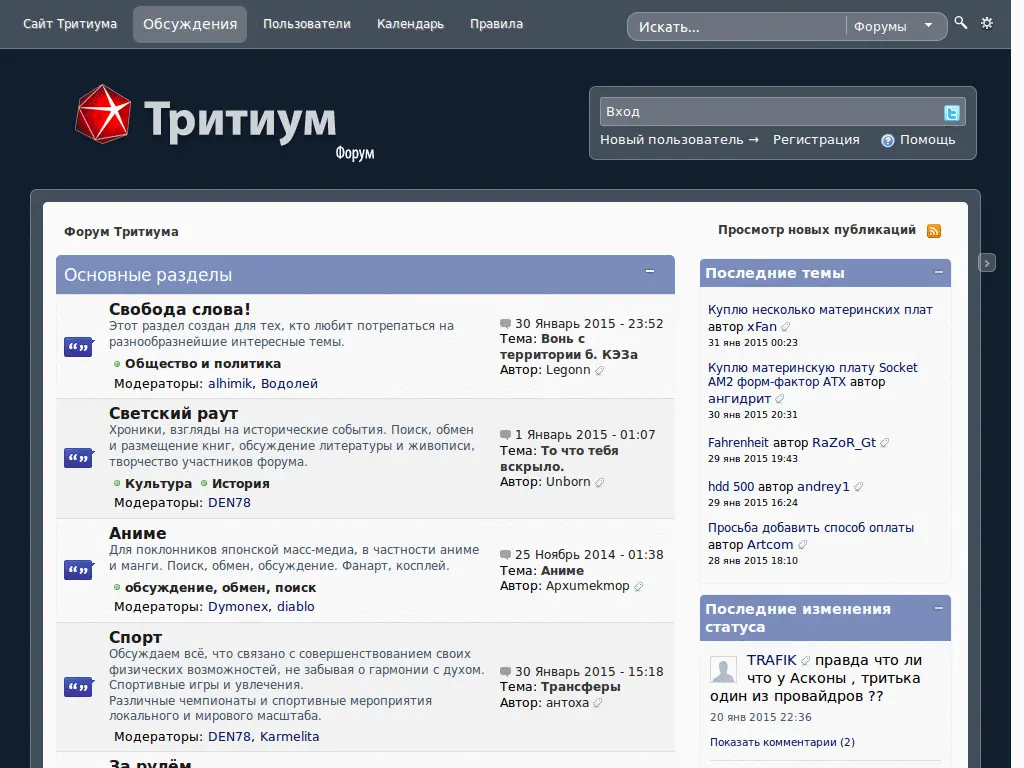 Сайт Тритиума Обсуждения Пользователи Календарь Правила Искать... Форумы
Тритиум
Форум
Вход
Новый пользователь → Регистрация Помощь
Форум Тритиума
Просмотр новых публикаций
Основные разделы
Свобода слова!
Этот раздел создан для тех, кто любит потрепаться на
разнообразнейшие интересные темы.
Общество и политика
Модераторы: alhimik, Водолей
30 Январь 2015 - 23:52
Тема: Вонь с
территории б. КЭЗа
Автор: Legonn
Светский раут
Хроники, взгляды на исторические события. Поиск, обмен
и размещение книг, обсуждение литературы и живописи,
творчество участников форума.
Культура История
Модераторы: DEN78
1 Январь 2015 - 01:07
Тема: То что тебя
вскрыло.
Автор: Unborn
Аниме
Для поклонников японской масс-медиа, в частности аниме
и манги. Поиск, обмен, обсуждение. Фанарт, косплей.
обсуждение, обмен, поиск
Модераторы: Dymonex, diablo
25 Ноябрь 2014 - 01:38
Тема: Аниме
Автор: Apxumekmop
Спорт
Обсуждаем всё, что связано с совершенствованием своих
физических возможностей, не забывая о гармонии с духом.
Спортивные игры и увлечения.
Различные чемпионаты и спортивные мероприятия
локального и мирового масштаба.
Модераторы: DEN78, Karmelita
30 Январь 2015 - 15:18
Тема: Трансферы
Автор: антоха
За рулём
Последние темы
Куплю несколько материнских плат
автор xFan
31 янв 2015 00:23
Куплю материнскую плату Socket
AM2 форм-фактор ATX автор
ангидрит
30 янв 2015 20:31
Fahrenheit автор RaZoR_Gt
29 янв 2015 19:43
hdd 500 автор andrey1
29 янв 2015 16:24
Просьба добавить способ оплаты
автор Artcom
28 янв 2015 18:10
Последние изменения
статуса
TRAFIK правда что ли
что у Асконы , тритька
один из провайдров ??
20 янв 2015 22:36
Показать комментарии (2)